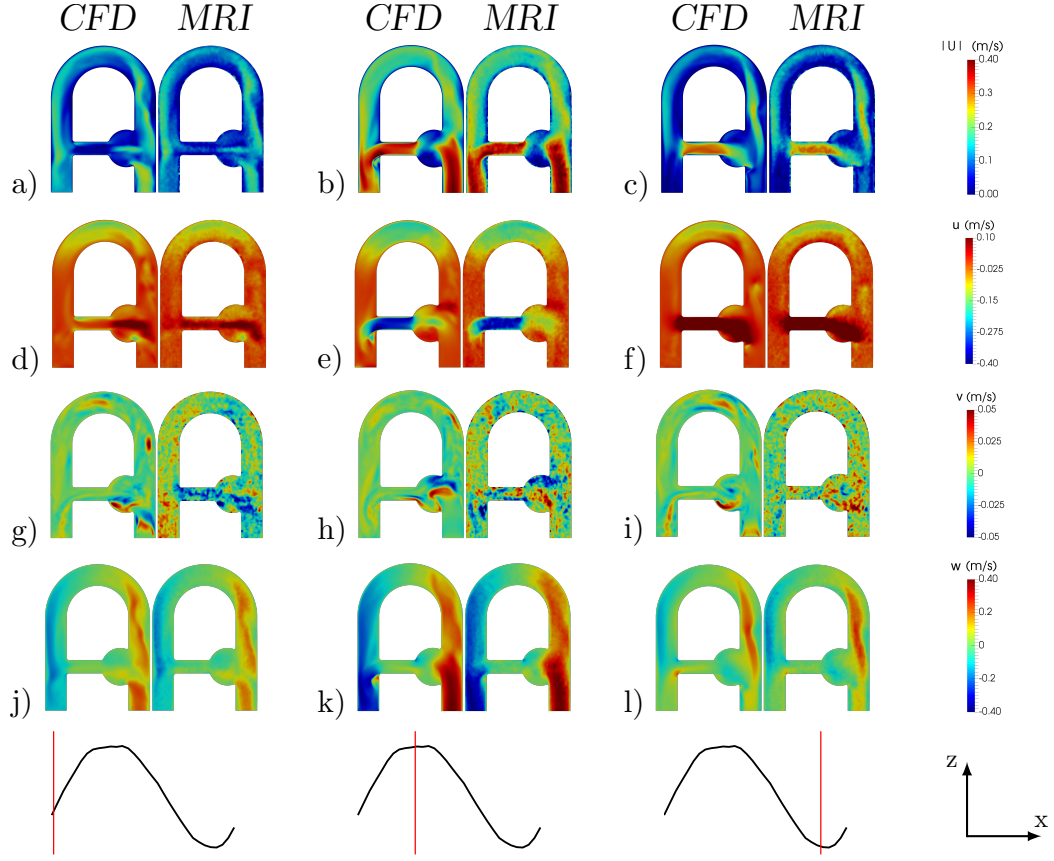 CFD MRI CFD MRI CFD MRI
|U| (m/s)
0.40
0.3
0.2
0.1
0.00
a) b) c)
u (m/s)
0.10
-0.025
-0.15
-0.275
-0.40
d) e) f)
v (m/s)
0.05
0.025
0
-0.025
-0.05
g) h) i)
w (m/s)
0.40
0.2
0
-0.2
-0.40
j) k) l)
z
x